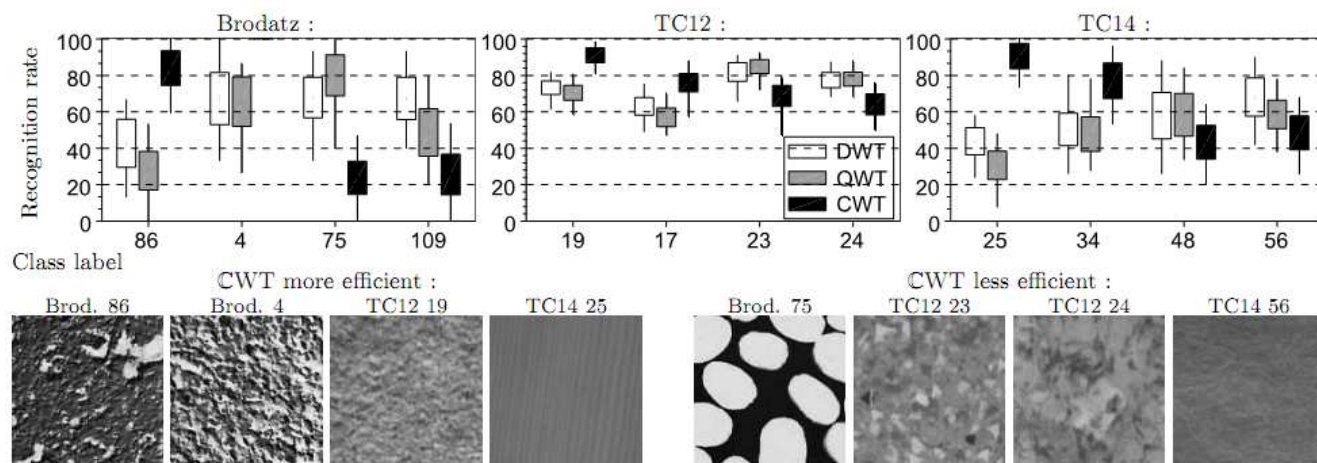 Brodatz :
TC12 :
TC14 :
Recognition rate
100
80
60
40
20
0
86
4
75
109
100
80
60
40
20
0
19
17
23
24
DWT
QWT
CWT
100
80
60
40
20
0
25
34
48
56
Class label
ℂWT more efficient :
ℂWT less efficient :
Brod. 86
Brod. 4
TC12 19
TC14 25
Brod. 75
TC12 23
TC12 24
TC14 56